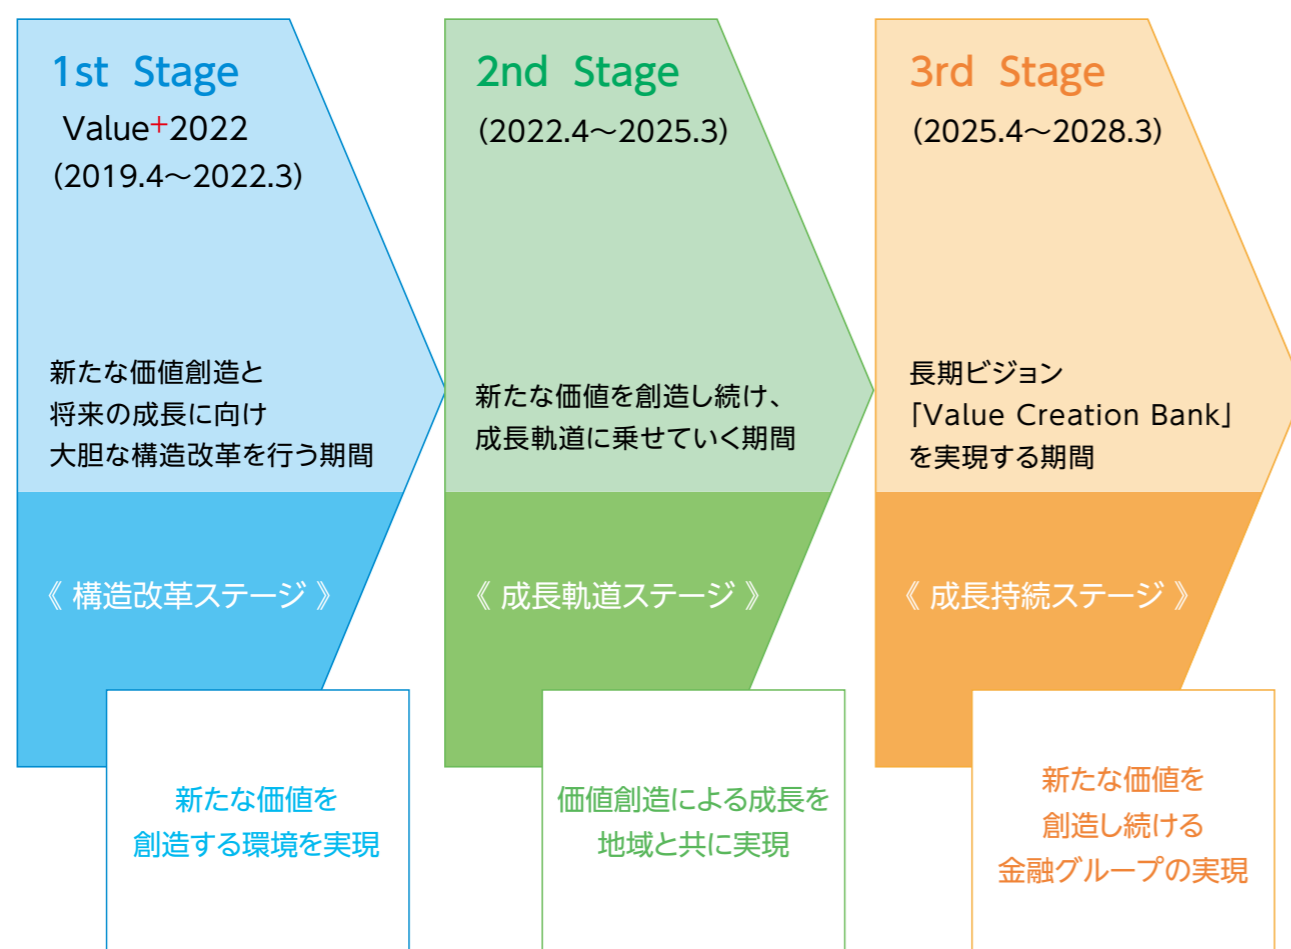 1st Stage
Value+2022
(2019.4～2022.3)
新たな価値創造と
将来の成長に向け
大胆な構造改革を行う期間
《 構造改革ステージ 》
新たな価値を
創造する環境を実現
2nd Stage
(2022.4～2025.3)
新たな価値を創造し続け、
成長軌道に乗せていく期間
《 成長軌道ステージ 》
価値創造による成長を
地域と共に実現
3rd Stage
(2025.4～2028.3)
長期ビジョン
「Value Creation Bank」
を実現する期間
《 成長持続ステージ 》
新たな価値を
創造し続ける
金融グループの実現